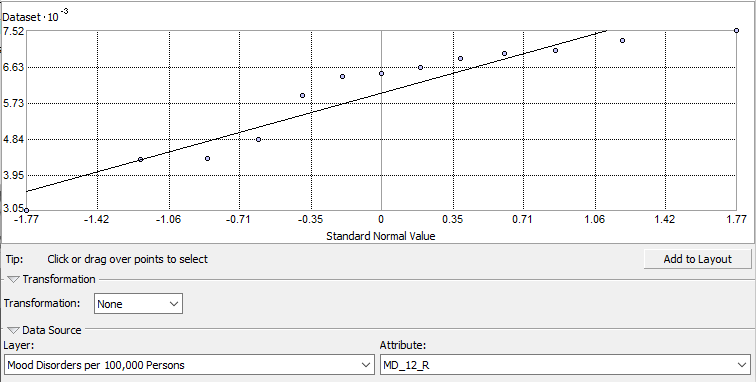 Dataset · 10 -3
7.52
6.63
5.73
4.84
3.95
3.05
-1.77 -1.42 -1.06 -0.71 -0.35 0 0.35 0.71 1.06 1.42 1.77
Standard Normal Value
Tip: Click or drag over points to select Add to Layout
Transformation
Transformation: None
Data Source
Layer: Attribute:
Mood Disorders per 100,000 Persons MD_12_R